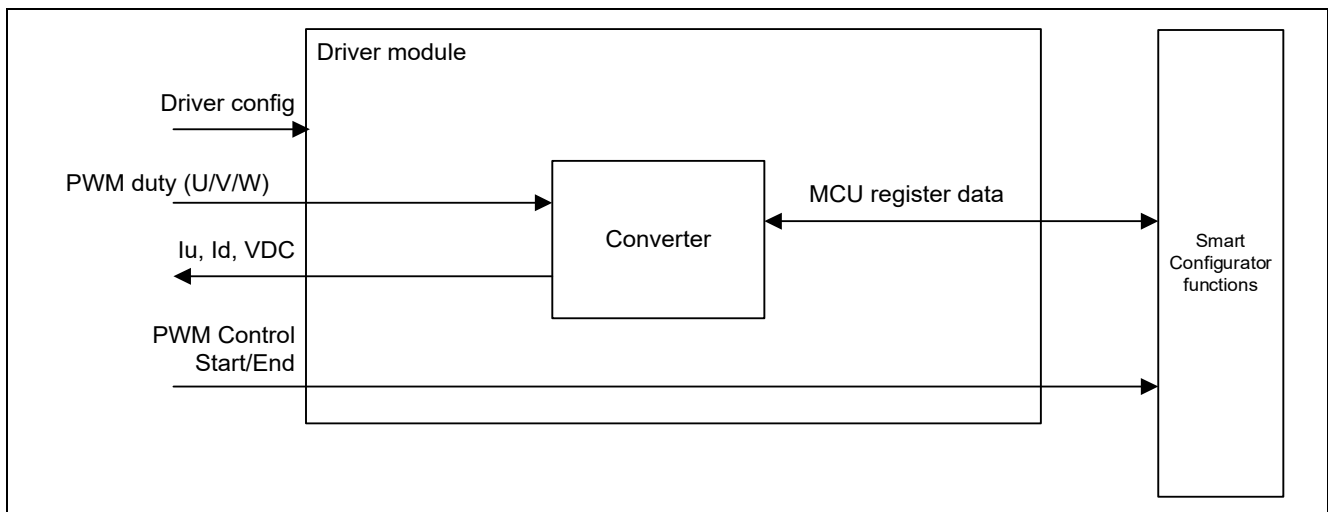 Driver module
Driver config
PWM duty (U/V/W)
MCU register data
Converter
Iu, Id, VDC
Smart
Configurator
functions
PWM Control
Start/End